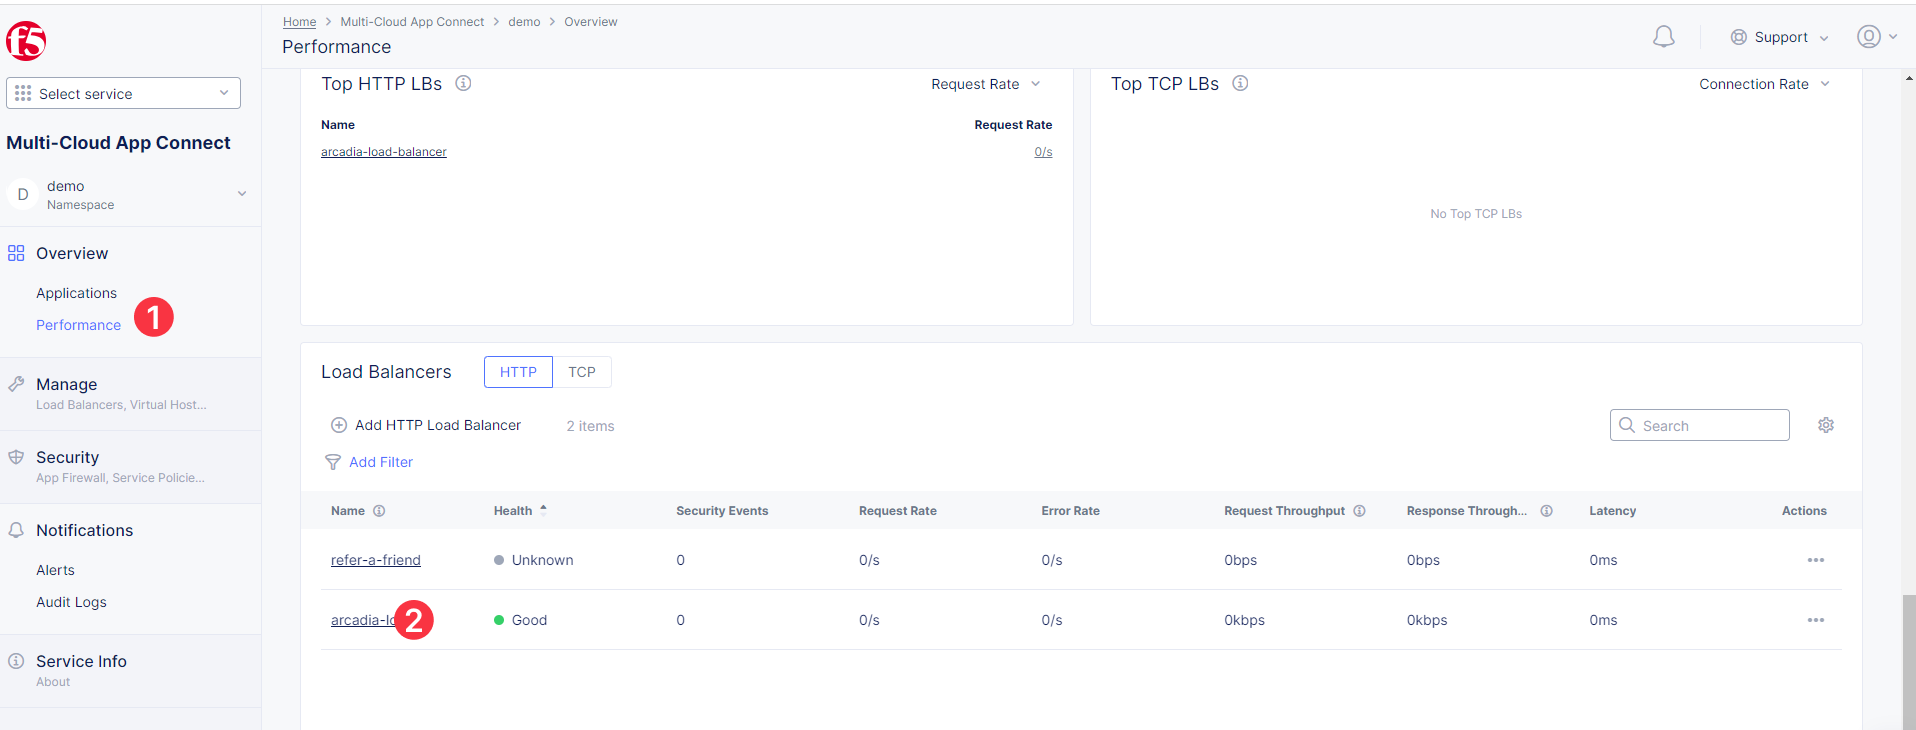 Home > Multi-Cloud App Connect > demo > Overview
Performance
Support
f5
Select service
Multi-Cloud App Connect
D
demo
Namespace
Overview
Applications
Performance
1
Manage
Load Balancers, Virtual Host...
Security
App Firewall, Service Policie...
Notifications
Alerts
Audit Logs
Service Info
About
Top HTTP LBs
Request Rate
Name Request Rate
arcadia-load-balancer 0/s
Top TCP LBs
Connection Rate
No Top TCP LBs
Load Balancers HTTP TCP
Add HTTP Load Balancer 2 items
Search
Add Filter
Name Health Security Events Request Rate Error Rate Request Throughput Response Through... Latency Actions
refer-a-friend Unknown 0 0/s 0/s 0bps 0bps 0ms
arcadia-lo 2 Good 0 0/s 0/s 0kbps 0kbps 0ms